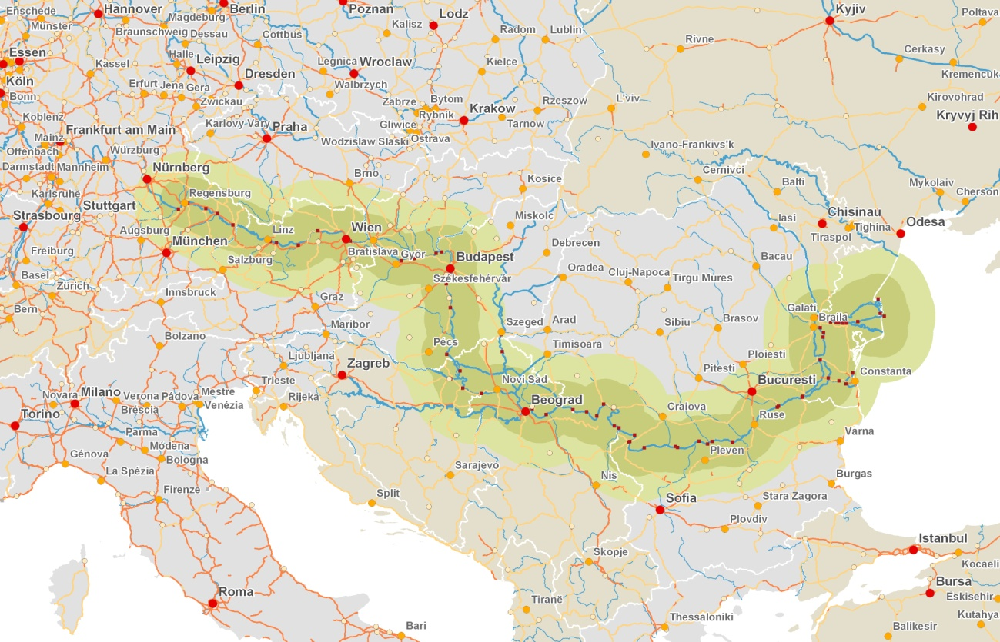 Enschede
Hannover
Berlin
Poznan
Lodz
Kyjiv
Poltava
Münster
Magdeburg
Braunschweig
Dessau
Cottbus
Kalisz
Radom
Lublin
Rivne
Cerkasy
Essen
Kassel
Halle
Leipzig
Legnica
Wroclaw
Kielce
Kremencuk
Köln
Erfurt
Jena
Gera
Dresden
Walbrzych
Bonn
Zwickau
Zabrze
Bytom
Rzeszow
L'viv
Kirovohrad
Koblenz
Frankfurt am Main
Karlovy-Vary
Praha
Rybnik
Krakow
Tarnow
Kryvyj Rih
Mainz
Gliwice
Offenbach
Würzburg
Wodzislaw Slaski
Ostrava
Ivano-Frankivs'k
Darmstadt
Mannheim
Nürnberg
Brno
Kosice
Cernivci
Balti
Mykolaiv
Cherson
Karlsruhe
Regensburg
Strasbourg
Stuttgart
Miskolc
Iasi
Chisinau
Tighina
Odesa
Augsburg
Linz
Wien
Tiraspol
Freiburg
München
Bratislava
Györ
Budapest
Debrecen
Bacau
Salzburg
Basel
Zürich
Székesfehérvár
Oradea
Cluj-Napoca
Tirgu Mures
Innsbruck
Graz
Bern
Galati
Braila
Bolzano
Maribor
Szeged
Arad
Sibiu
Brasov
Pécs
Timisoara
Ljubljana
Zagreb
Ploiesti
Pitesti
Constanta
Trieste
Novi Sad
Bucuresti
Novara
Milano
Verona
Pádova
Mestre
Rijeka
Beograd
Craiova
Torino
Bréscia
Venézia
Ruse
Parma
Varna
Génova
Módena
Bologna
Pleven
La Spézia
Sarajevo
Nis
Burgas
Firenze
Split
Sofia
Stara Zagora
Plovdiv
Istanbul
Skopje
Kocaeli
Roma
Tiranë
Bursa
Eskisehir
Bari
Thessaloniki
Kutahya
Balikesir